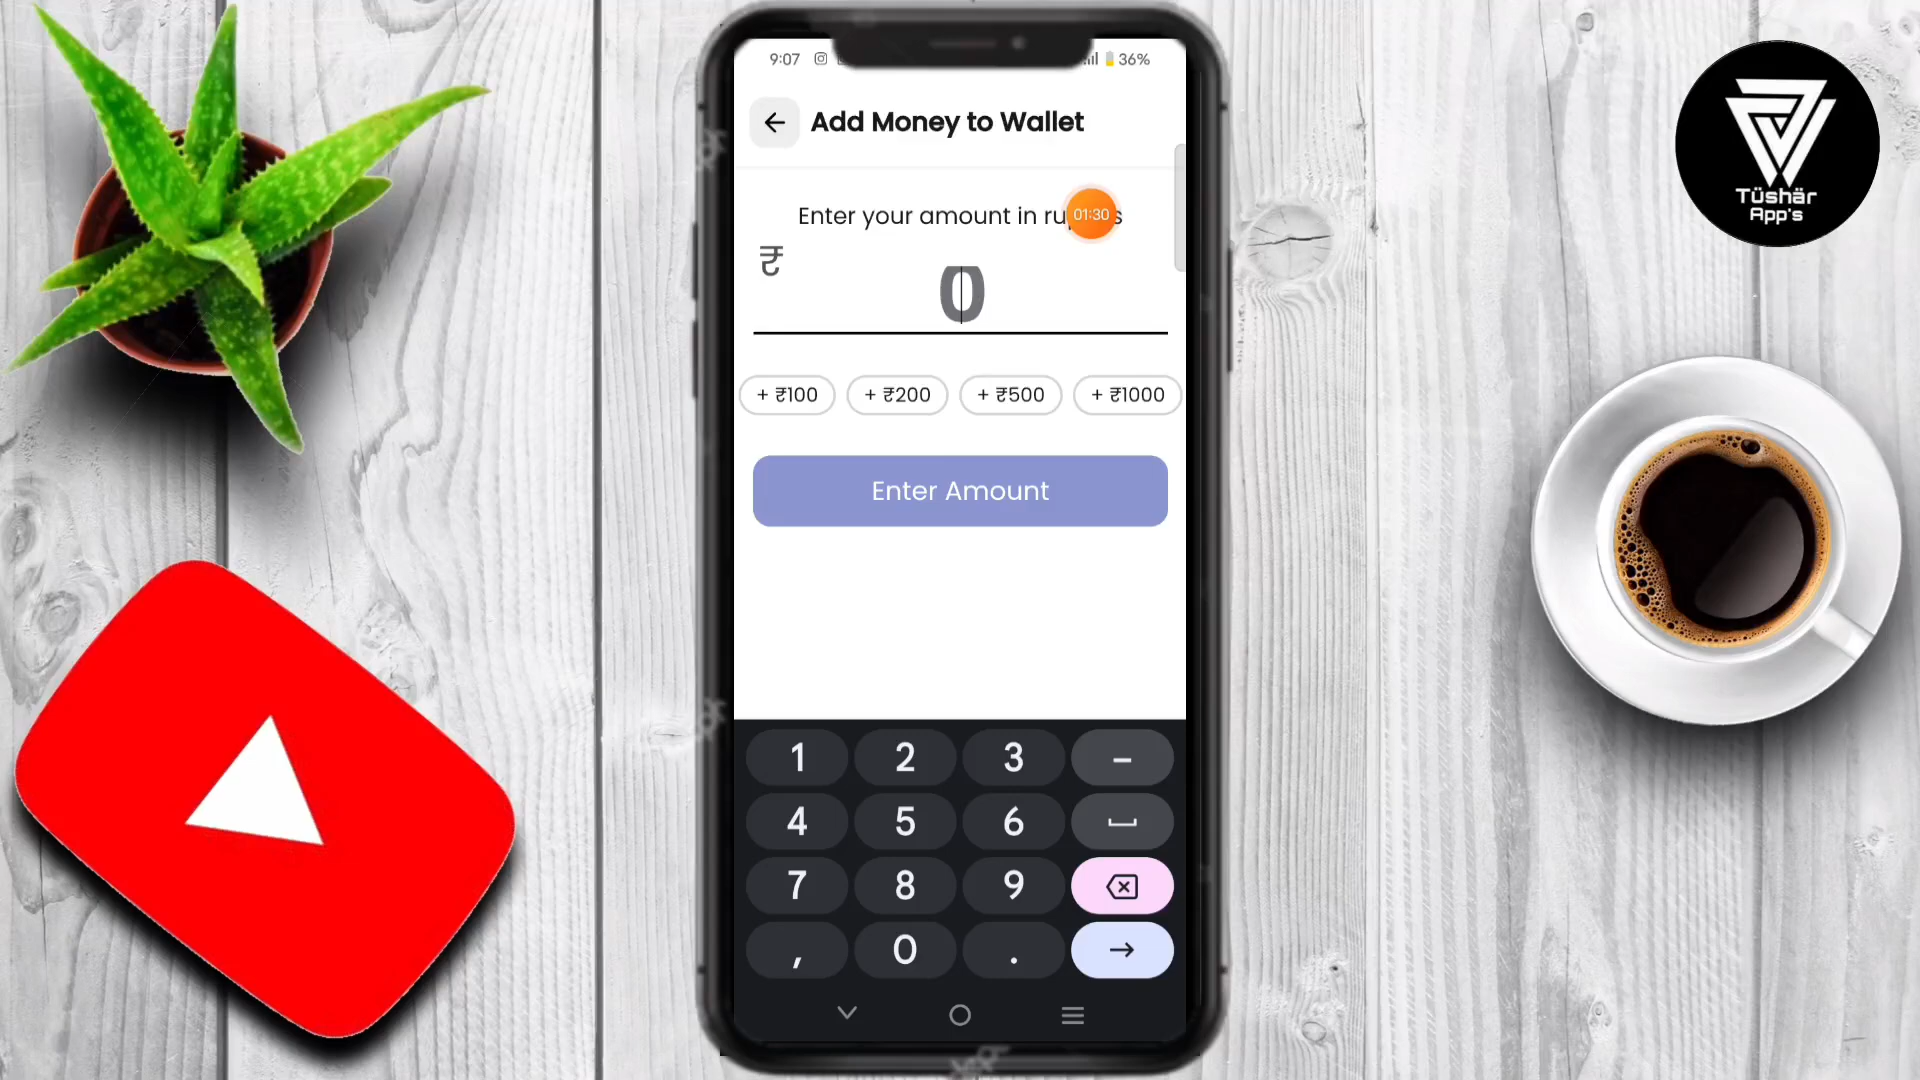 9:07
36%
Add Money to Wallet
Enter your amount in
01:30
₹
0
+ ₹100
+ ₹200
+ ₹500
+ ₹1000
Enter Amount
1 2 3 –
4 5 6
7 8 9
, 0 . →
Tüshär
App's